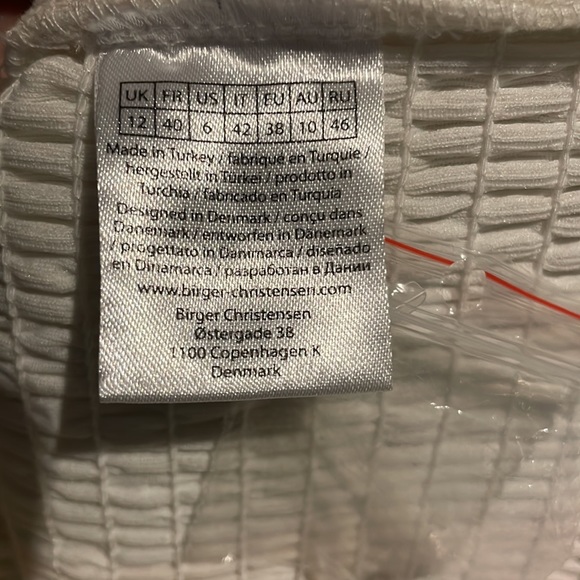 UK FR US IT EU AU RU
12 40 6 42 38 10 46
Made in Turkey / fabrique en Turquie /
hergestellt in Türkei / prodotto in
Turchia / fabricado en Turquia
Designed in Denmark / conçu dans
Danemark / entworfen in Dänemark
/ progettato in Danimarca / diseñado
en Dinamarca / разработан в Дании
www.birger-christensen.com
Birger Christensen
Østergade 38
1100 Copenhagen K
Denmark